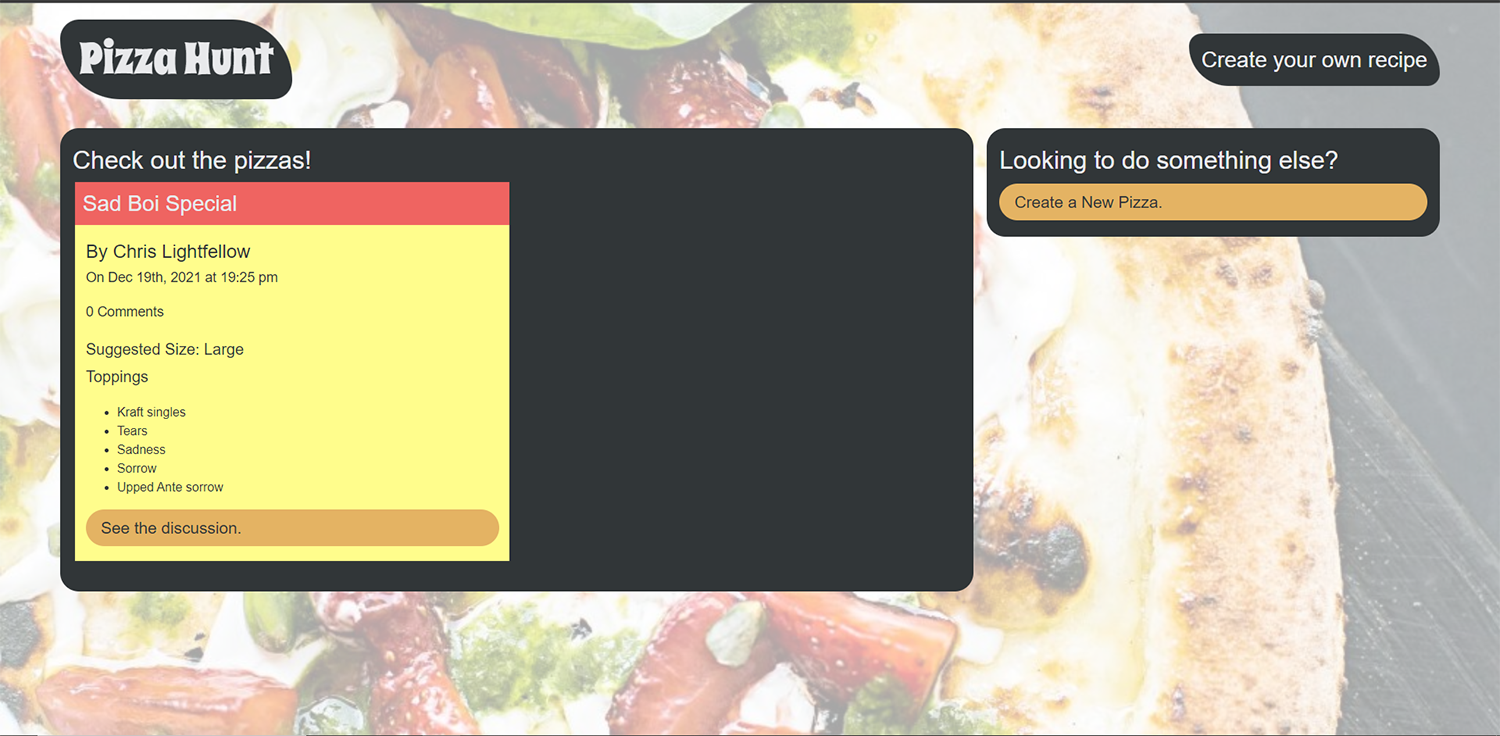 Pizza Hunt
Create your own recipe
Check out the pizzas!
Sad Boi Special
By Chris Lightfellow
On Dec 19th, 2021 at 19:25 pm
0 Comments
Suggested Size: Large
Toppings
Kraft singles
Tears
Sadness
Sorrow
Upped Ante sorrow
See the discussion.
Looking to do something else?
Create a New Pizza.